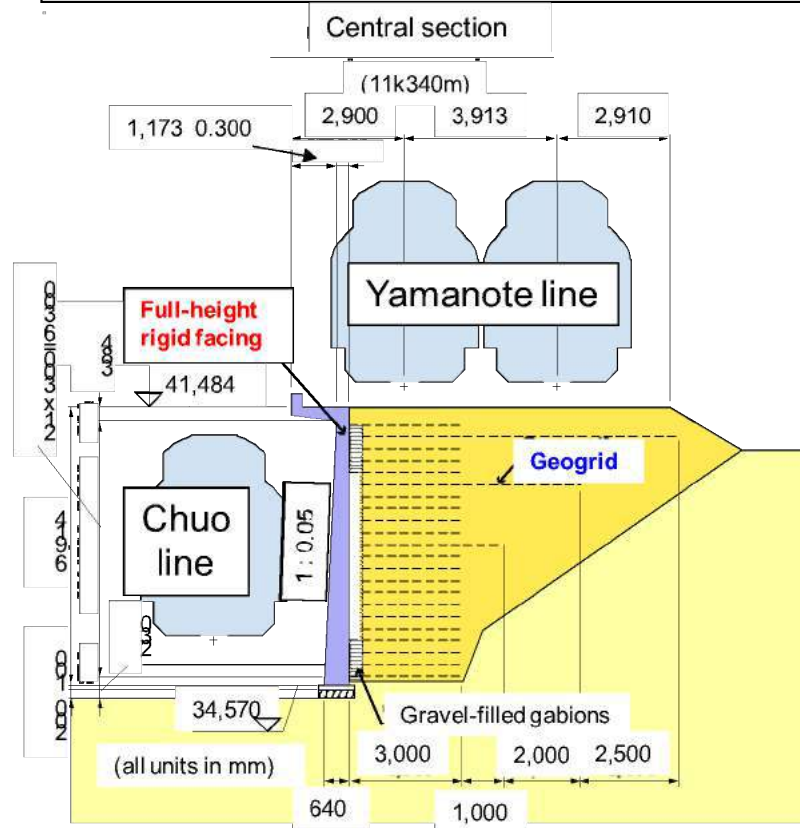 Central section
(11k340m)
2,900
3,913
2,910
1,173 0.300
Full-height
rigid facing
Yamanote line
41,484
Geogrid
Chuo
line
1 : 0.05
34,570
Gravel-filled gabions
(all units in mm)
3,000
2,000
2,500
640
1,000